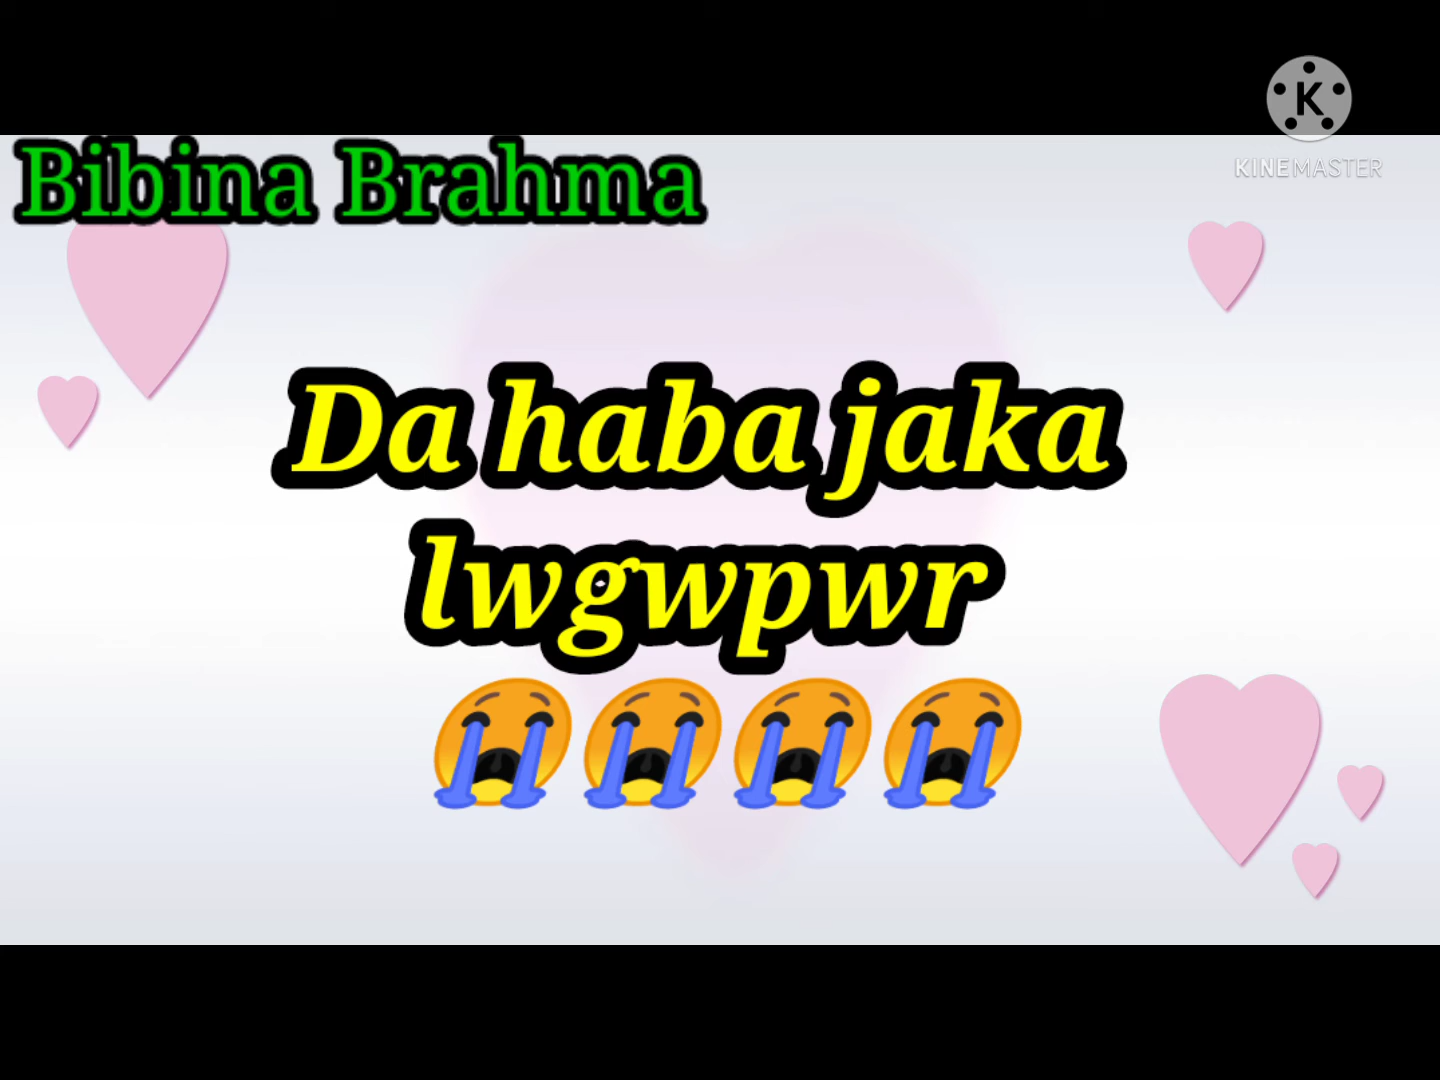 K
KINEMASTER
Bibina Brahma
Da haba jaka
lwgwpwr
😭😭😭😭